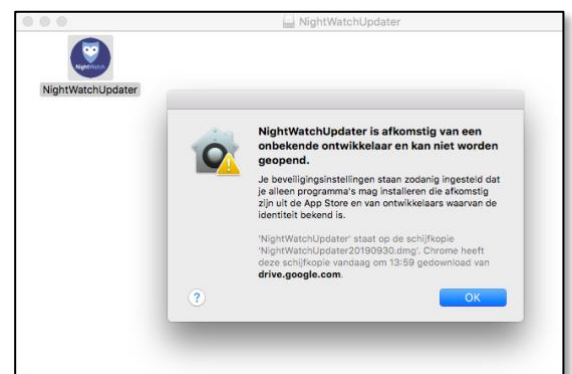 NightWatchUpdater
NightWatch
NightWatchUpdater
NightWatchUpdater is afkomstig van een
onbekende ontwikkelaar en kan niet worden
geopend.
Je beveiligingsinstellingen staan zodanig ingesteld dat
je alleen programma's mag installeren die afkomstig
zijn uit de App Store en van ontwikkelaars waarvan de
identiteit bekend is.
'NightWatchUpdater' staat op de schijfkopie
'NightWatchUpdater20190930.dmg'. Chrome heeft
deze schijfkopie vandaag om 13:59 gedownload van
drive.google.com.
?
OK